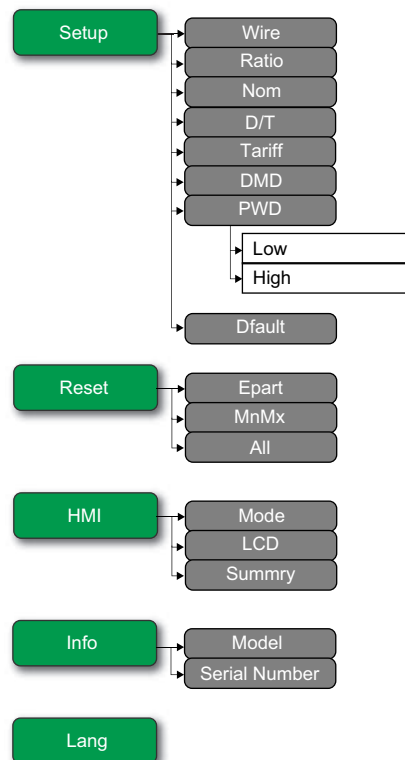 Setup
Wire
Ratio
Nom
D/T
Tariff
DMD
PWD
Low
High
Dfault
Reset
Epart
MnMx
All
HMI
Mode
LCD
Summry
Info
Model
Serial Number
Lang